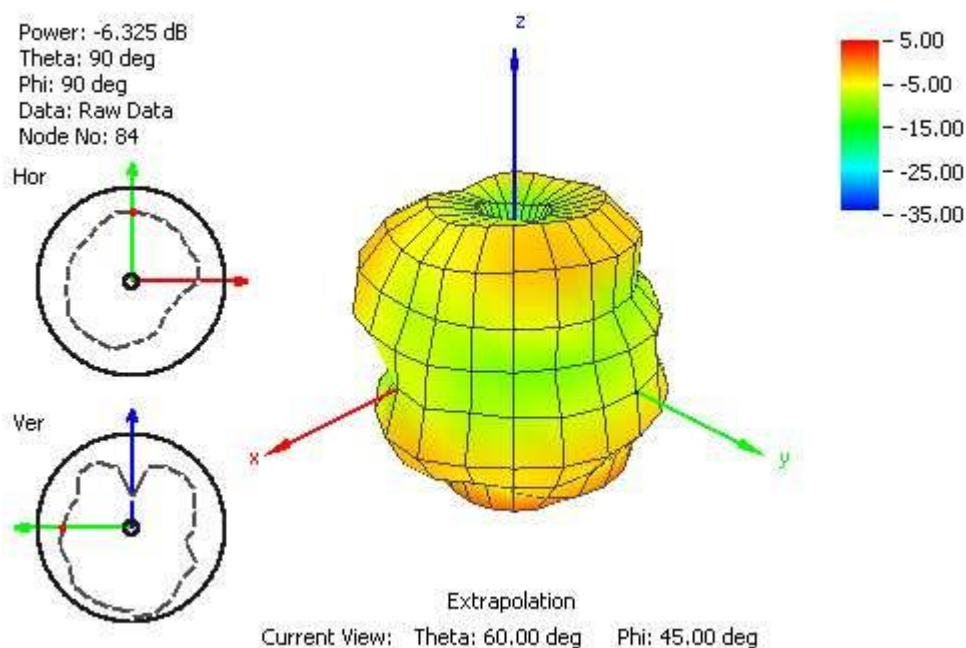 Power: -6.325 dB
Theta: 90 deg
Phi: 90 deg
Data: Raw Data
Node No: 84
Hor
Ver
z
x
y
5.00
-5.00
-15.00
-25.00
-35.00
Extrapolation
Current View: Theta: 60.00 deg Phi: 45.00 deg